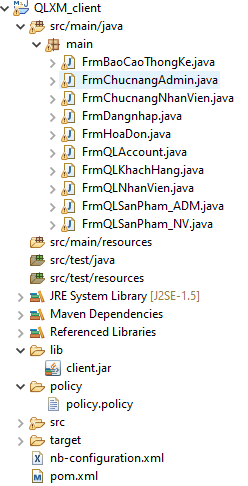 QLXM_client
src/main/java
main
FrmBaoCaoThongKe.java
FrmChucnangAdmin.java
FrmChucnangNhanVien.java
FrmDangnhap.java
FrmHoaDon.java
FrmQLAccount.java
FrmQLKhachHang.java
FrmQLNhanVien.java
FrmQLSanPham_ADM.java
FrmQLSanPham_NV.java
src/main/resources
src/test/java
src/test/resources
JRE System Library [J2SE-1.5]
Maven Dependencies
Referenced Libraries
lib
client.jar
policy
policy.policy
src
target
nb-configuration.xml
pom.xml